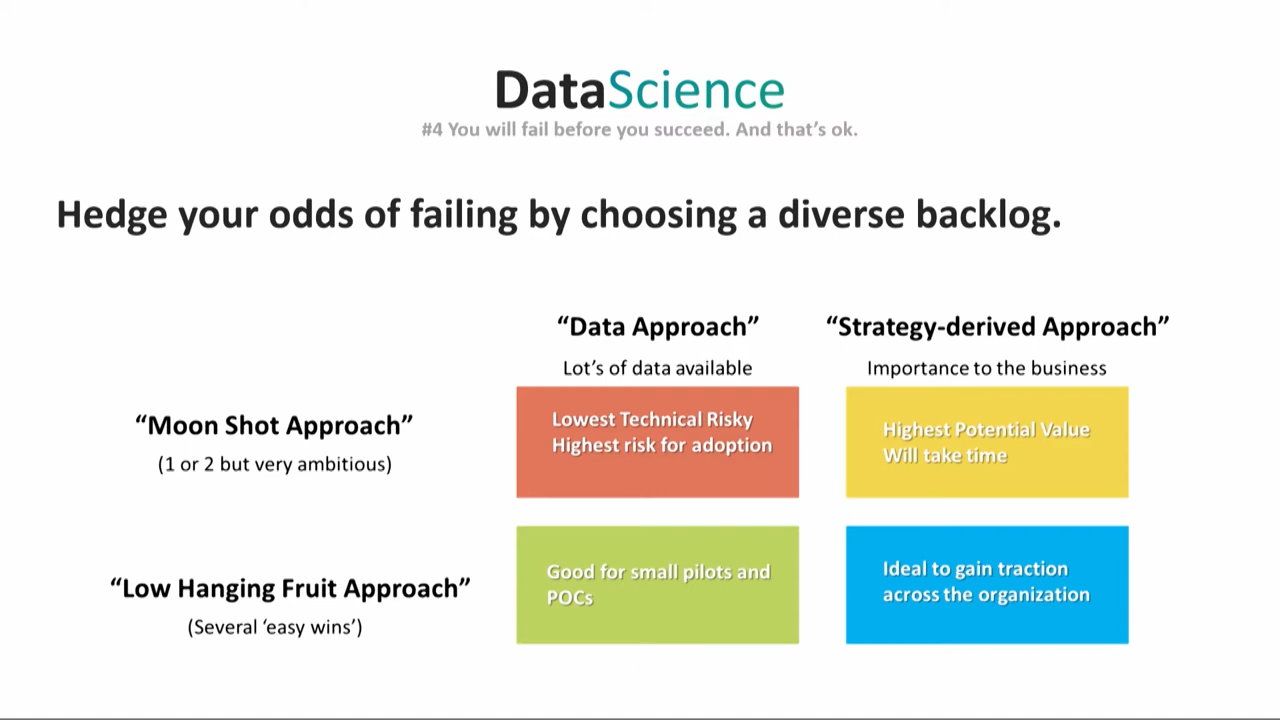 DataScience
#4 You will fail before you succeed. And that's ok.
Hedge your odds of failing by choosing a diverse backlog.
“Data Approach” “Strategy-derived Approach”
Lot's of data available Importance to the business
“Moon Shot Approach”
(1 or 2 but very ambitious)
Lowest Technical Risky
Highest risk for adoption
Highest Potential Value
Will take time
“Low Hanging Fruit Approach”
(Several ‘easy wins’)
Good for small pilots and
POCs
Ideal to gain traction
across the organization